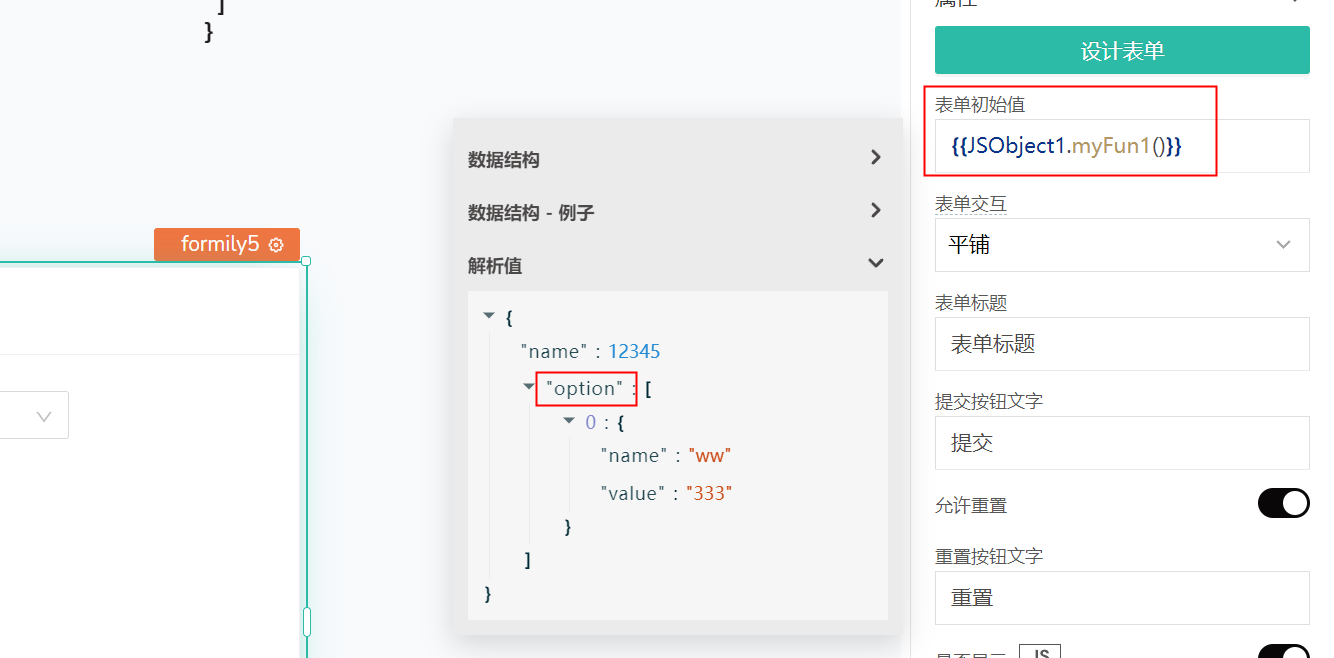 ]
}
formily5
数据结构
数据结构 - 例子
解析值
{
"name" : 12345
"option" : [
0 : {
"name" : "ww"
"value" : "333"
}
]
}
属性
设计表单
表单初始值
{{JSObject1.myFun1()}}
表单交互
平铺
表单标题
表单标题
提交按钮文字
提交
允许重置
重置按钮文字
重置
JS